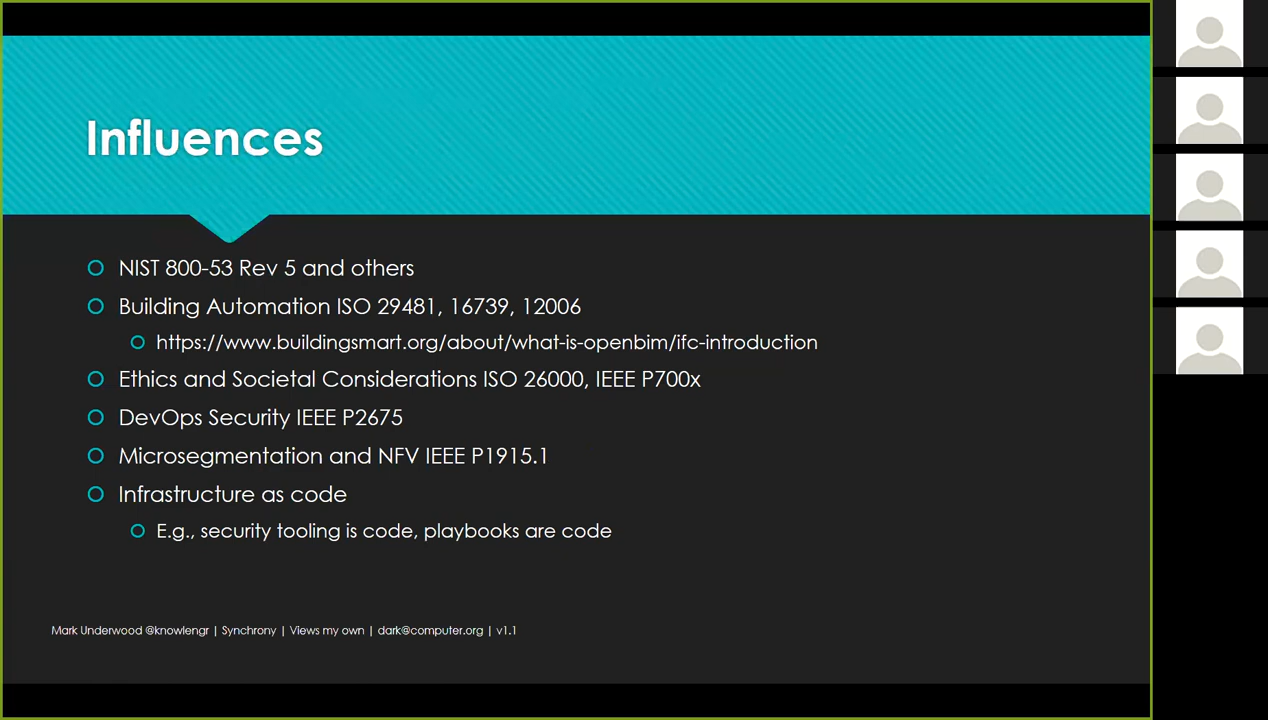 Influences
NIST 800-53 Rev 5 and others
Building Automation ISO 29481, 16739, 12006
https://www.buildingsmart.org/about/what-is-openbim/ifc-introduction
Ethics and Societal Considerations ISO 26000, IEEE P700x
DevOps Security IEEE P2675
Microsegmentation and NFV IEEE P1915.1
Infrastructure as code
E.g., security tooling is code, playbooks are code
Mark Underwood @knowlengr | Synchrony | Views my own | dark@computer.org | v1.1